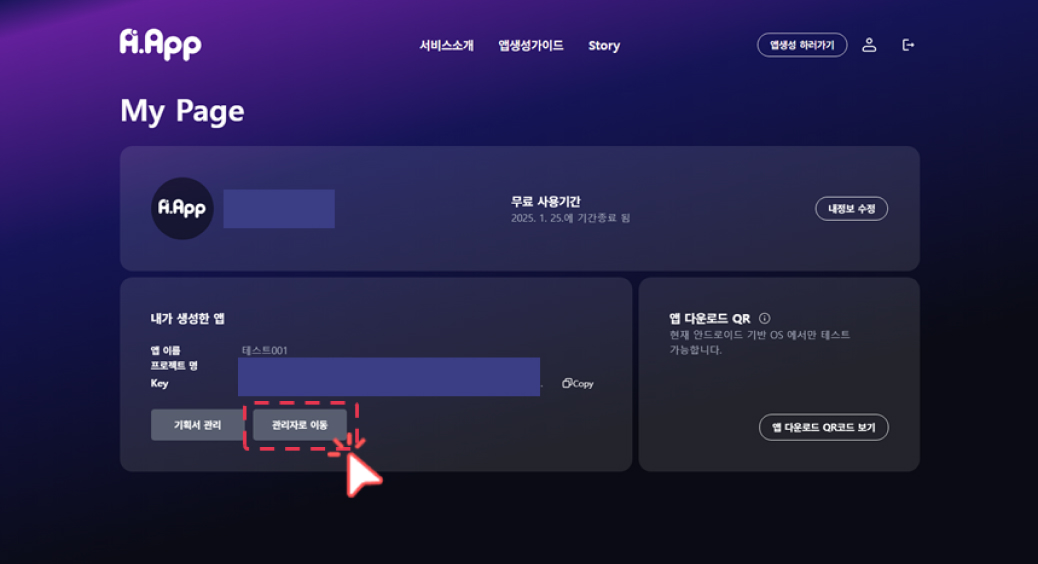 A.App
서비스소개 앱생성가이드 Story 앱생성 하러가기
My Page
A.App
무료 사용기간
2025. 1. 25.에 기간종료 됨
내정보 수정
내가 생성한 앱
앱 이름 테스트001
프로젝트 명
Key Copy
기획서 관리 관리자로 이동
앱 다운로드 QR
현재 안드로이드 기반 OS 에서만 테스트
가능합니다.
앱 다운로드 QR코드 보기